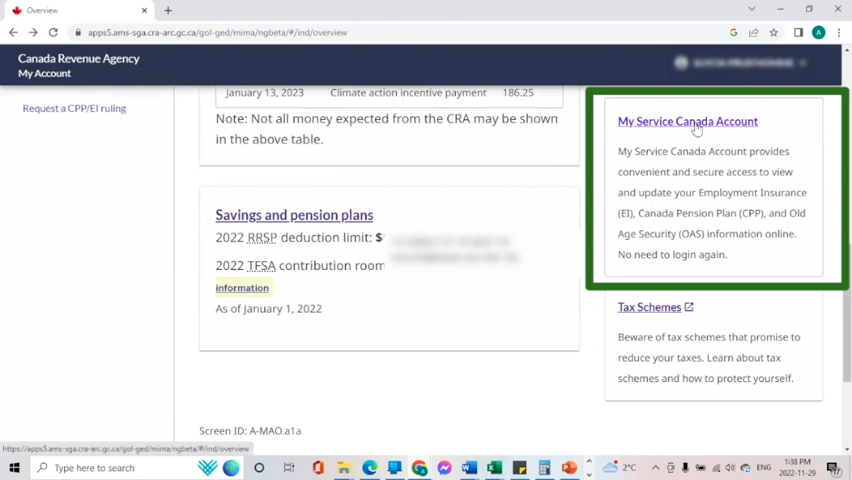 Overview
apps5.ams-sga.cra-arc.gc.ca/gol-ged/mima/ngbeta/#/ind/overview
Canada Revenue Agency
My Account
Request a CPP/EI ruling
January 13, 2023 Climate action incentive payment 186.25
Note: Not all money expected from the CRA may be shown
in the above table.
Savings and pension plans
2022 RRSP deduction limit: $
2022 TFSA contribution room
information
As of January 1, 2022
My Service Canada Account
My Service Canada Account provides
convenient and secure access to view
and update your Employment Insurance
(EI), Canada Pension Plan (CPP), and Old
Age Security (OAS) information online.
No need to login again.
Tax Schemes
Beware of tax schemes that promise to
reduce your taxes. Learn about tax
schemes and how to protect yourself.
Screen ID: A-MAO.a1a
https://apps5.ams-sga.cra-arc.gc.ca/gol-ged/mima/ngbeta/#/ind/overview
Type here to search
2°C
ENG
1:38 PM
2022-11-29